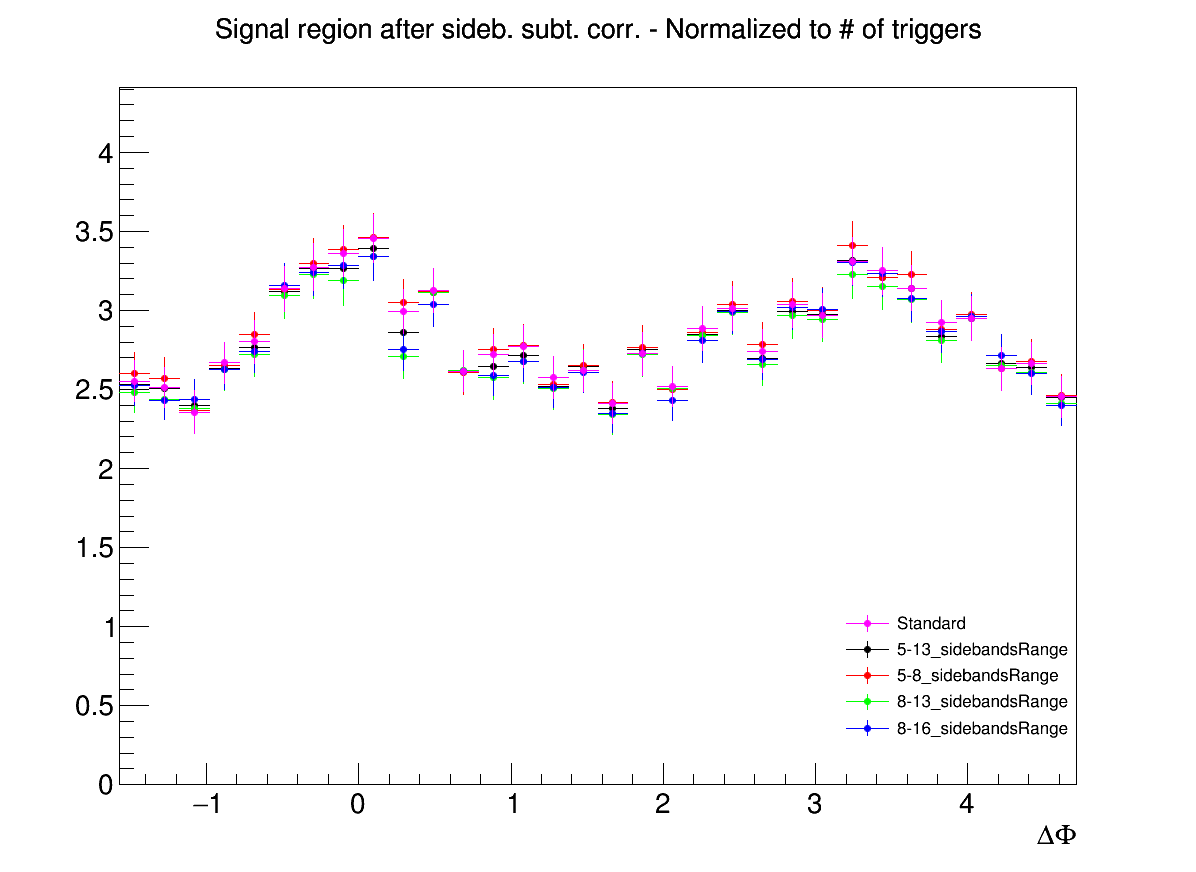 Signal region after sideb. subt. corr. - Normalized to # of triggers
4
3.5
3
2.5
2
1.5
1
0.5
0
−1 0 1 2 3 4
ΔΦ
Standard
5-13_sidebandsRange
5-8_sidebandsRange
8-13_sidebandsRange
8-16_sidebandsRange